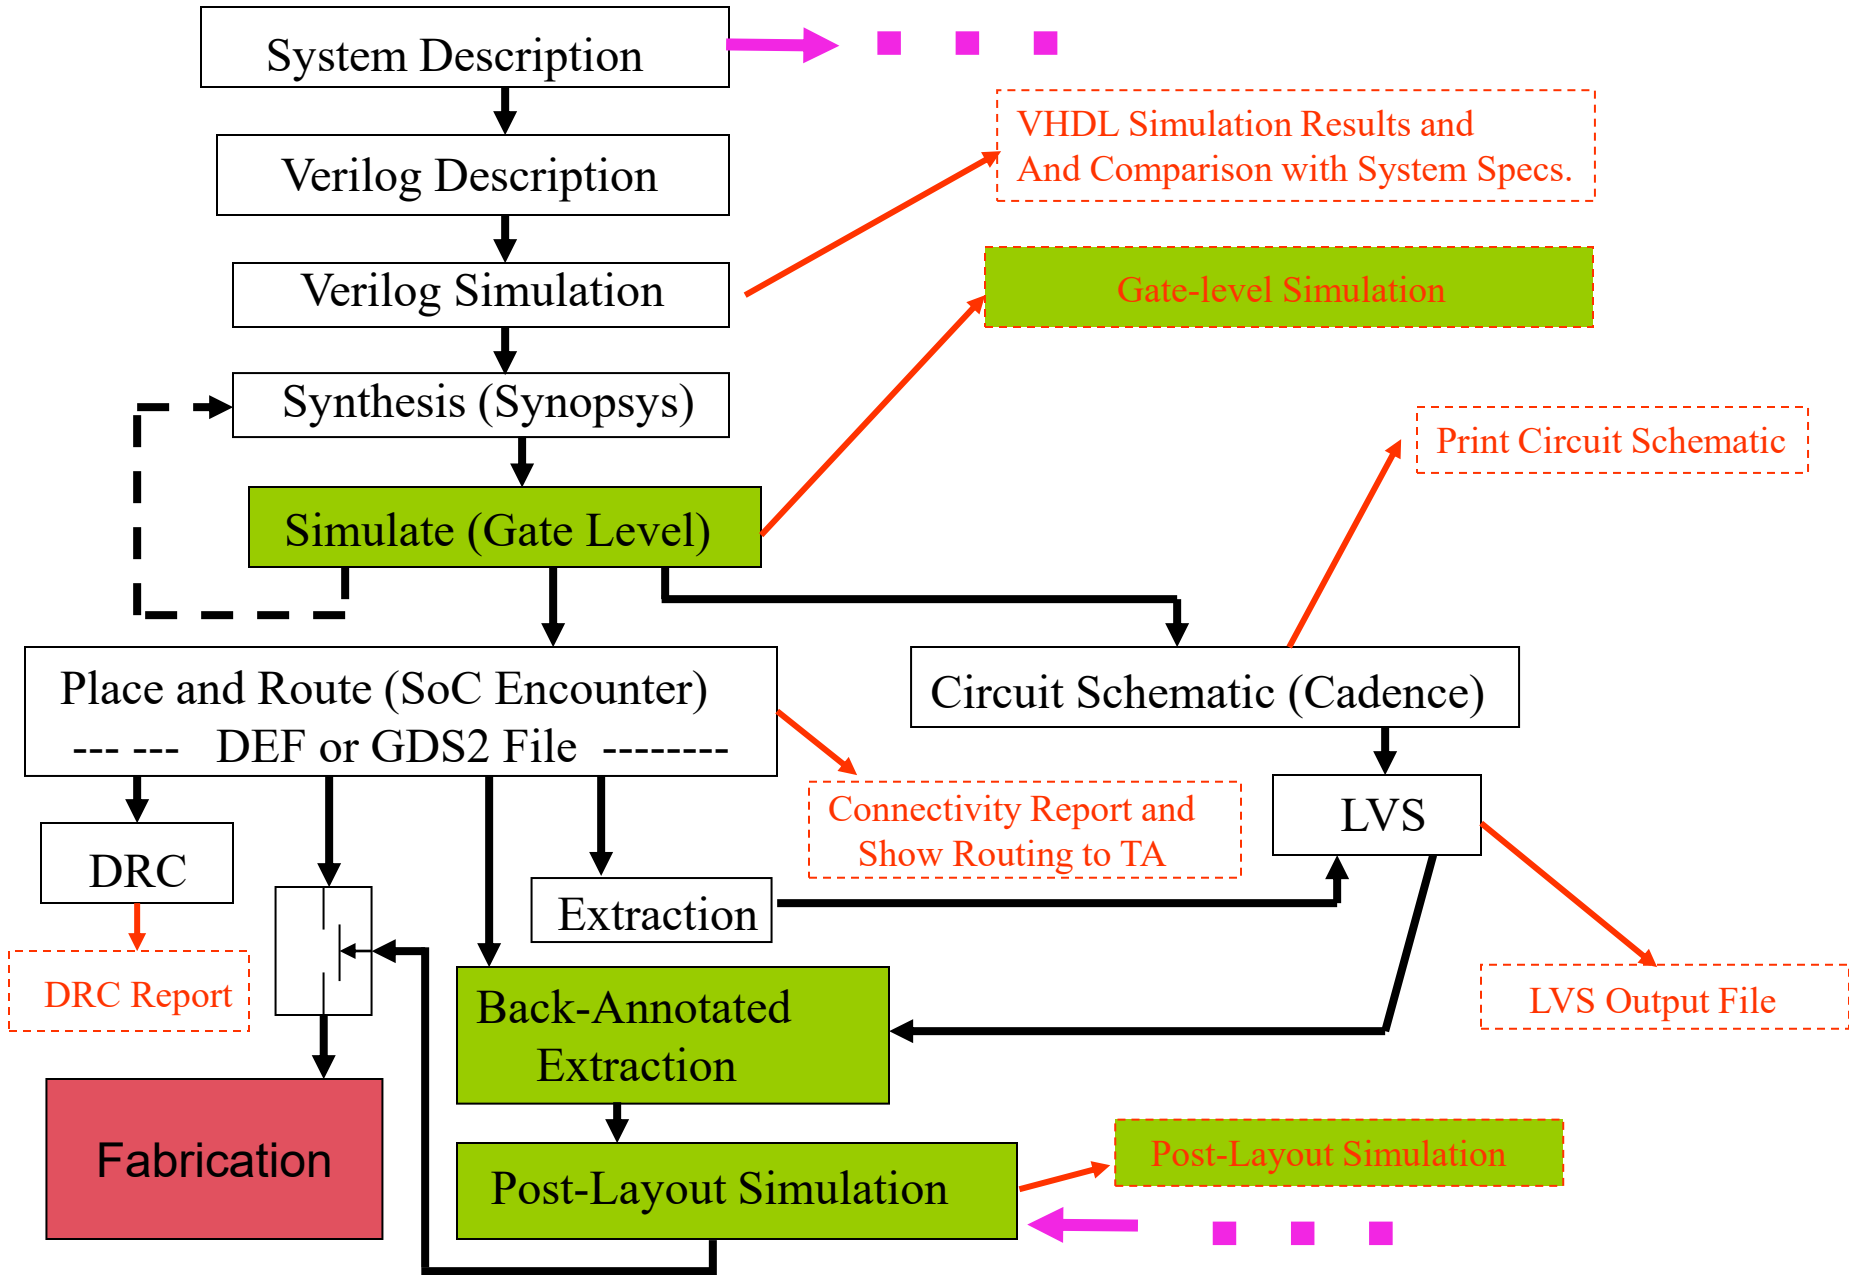 System Description
VHDL Simulation Results and
And Comparison with System Specs.
Verilog Description
Verilog Simulation
Gate-level Simulation
Synthesis (Synopsys)
Print Circuit Schematic
Simulate (Gate Level)
Place and Route (SoC Encounter)
--- --- DEF or GDS2 File --------
Circuit Schematic (Cadence)
Connectivity Report and
Show Routing to TA
LVS
DRC
Extraction
DRC Report
LVS Output File
Back-Annotated
Extraction
Fabrication
Post-Layout Simulation
Post-Layout Simulation